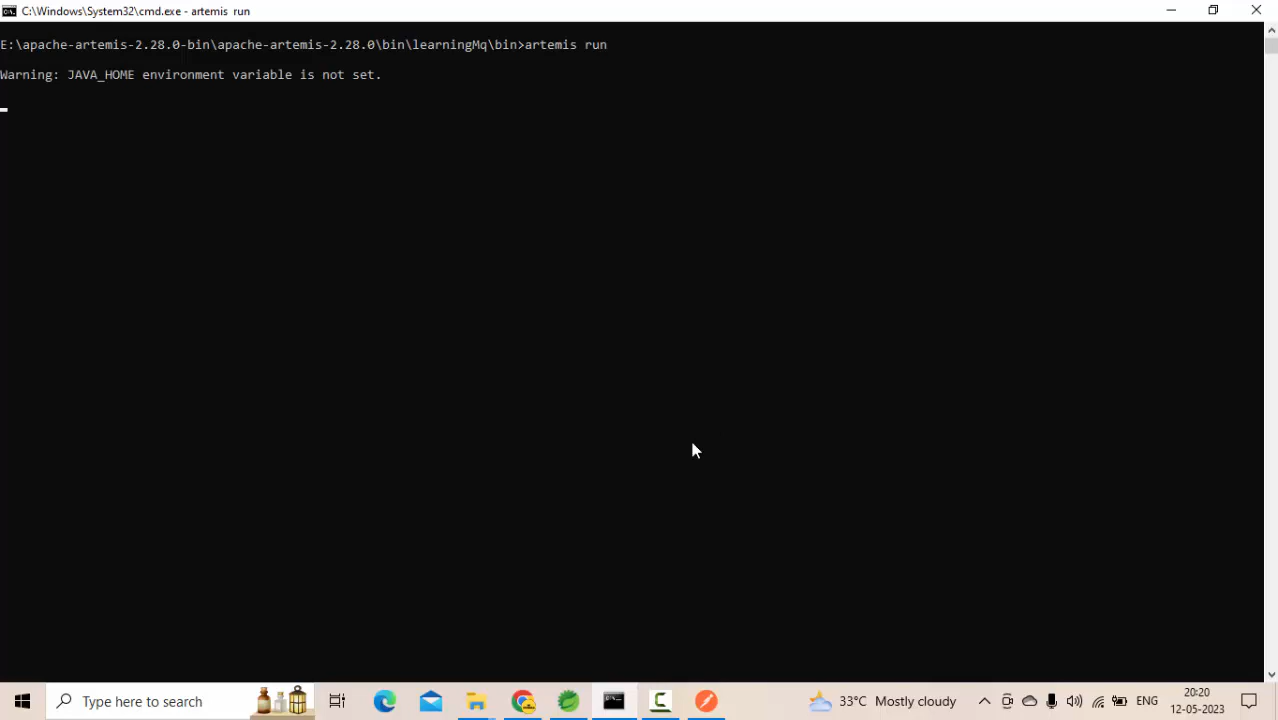 C:\Windows\System32\cmd.exe - artemis  run
E:\apache-artemis-2.28.0-bin\apache-artemis-2.28.0\bin\learningMq\bin>artemis run
Warning: JAVA_HOME environment variable is not set.
Type here to search
33°C Mostly cloudy
ENG
20:20
12-05-2023